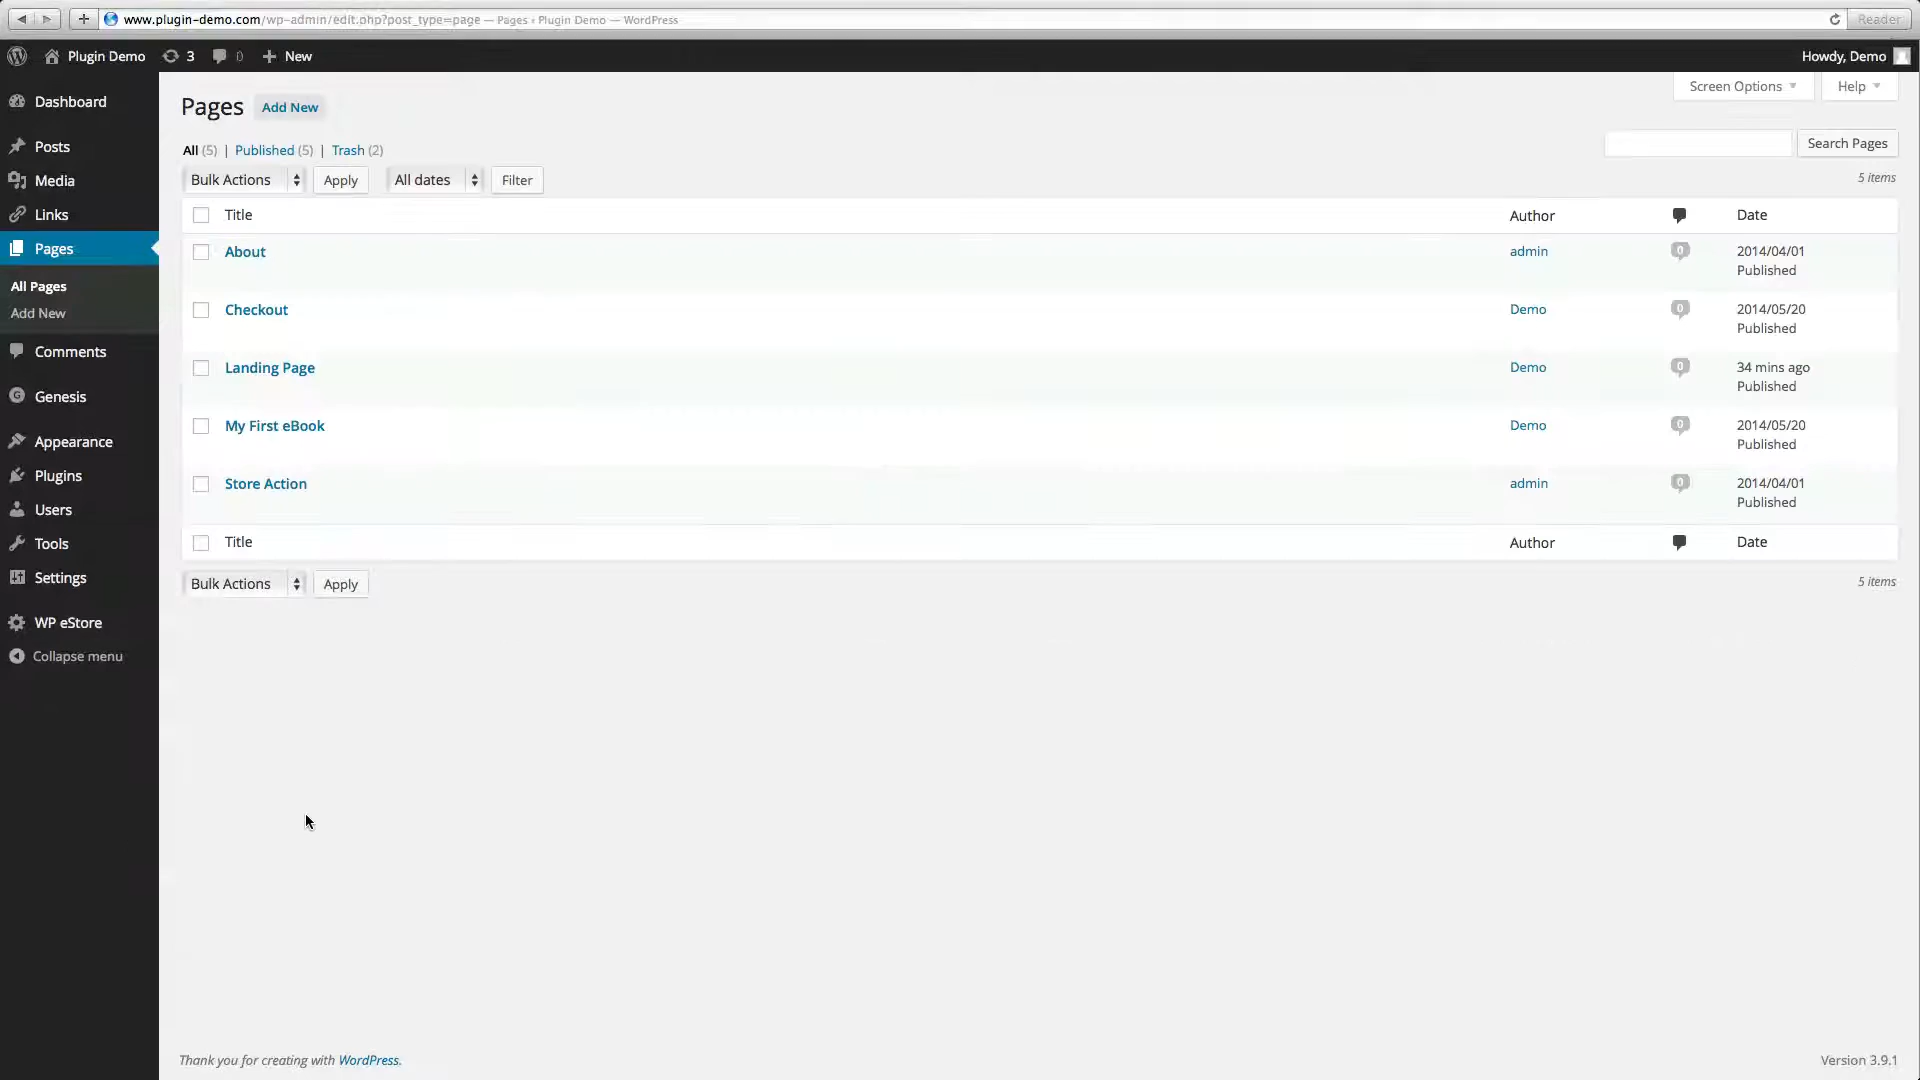 www.plugin-demo.com/wp-admin/edit.php?post_type=page — Pages ‹ Plugin Demo — WordPress
Reader
Plugin Demo 3 0 New
Howdy, Demo
Dashboard
Posts
Media
Links
Pages
All Pages
Add New
Comments
Genesis
Appearance
Plugins
Users
Tools
Settings
WP eStore
Collapse menu
Screen Options Help
Pages Add New
All (5) | Published (5) | Trash (2)
Search Pages
Bulk Actions Apply All dates Filter
5 items
Title Author Date
About admin 0 2014/04/01
Published
Checkout Demo 0 2014/05/20
Published
Landing Page Demo 0 34 mins ago
Published
My First eBook Demo 0 2014/05/20
Published
Store Action admin 0 2014/04/01
Published
Title Author Date
Bulk Actions Apply
5 items
Thank you for creating with WordPress.
Version 3.9.1